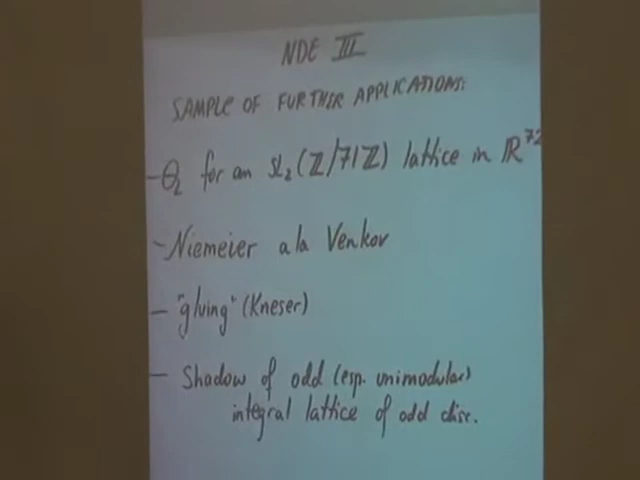 NDE III
SAMPLE OF FURTHER APPLICATIONS:
- Θ_L for an SL₂(ℤ/71ℤ) lattice in ℝ⁷²
- Niemeier a la Venkov
- "gluing" (Kneser)
- Shadow of odd (esp. unimodular)
integral lattice of odd disc.